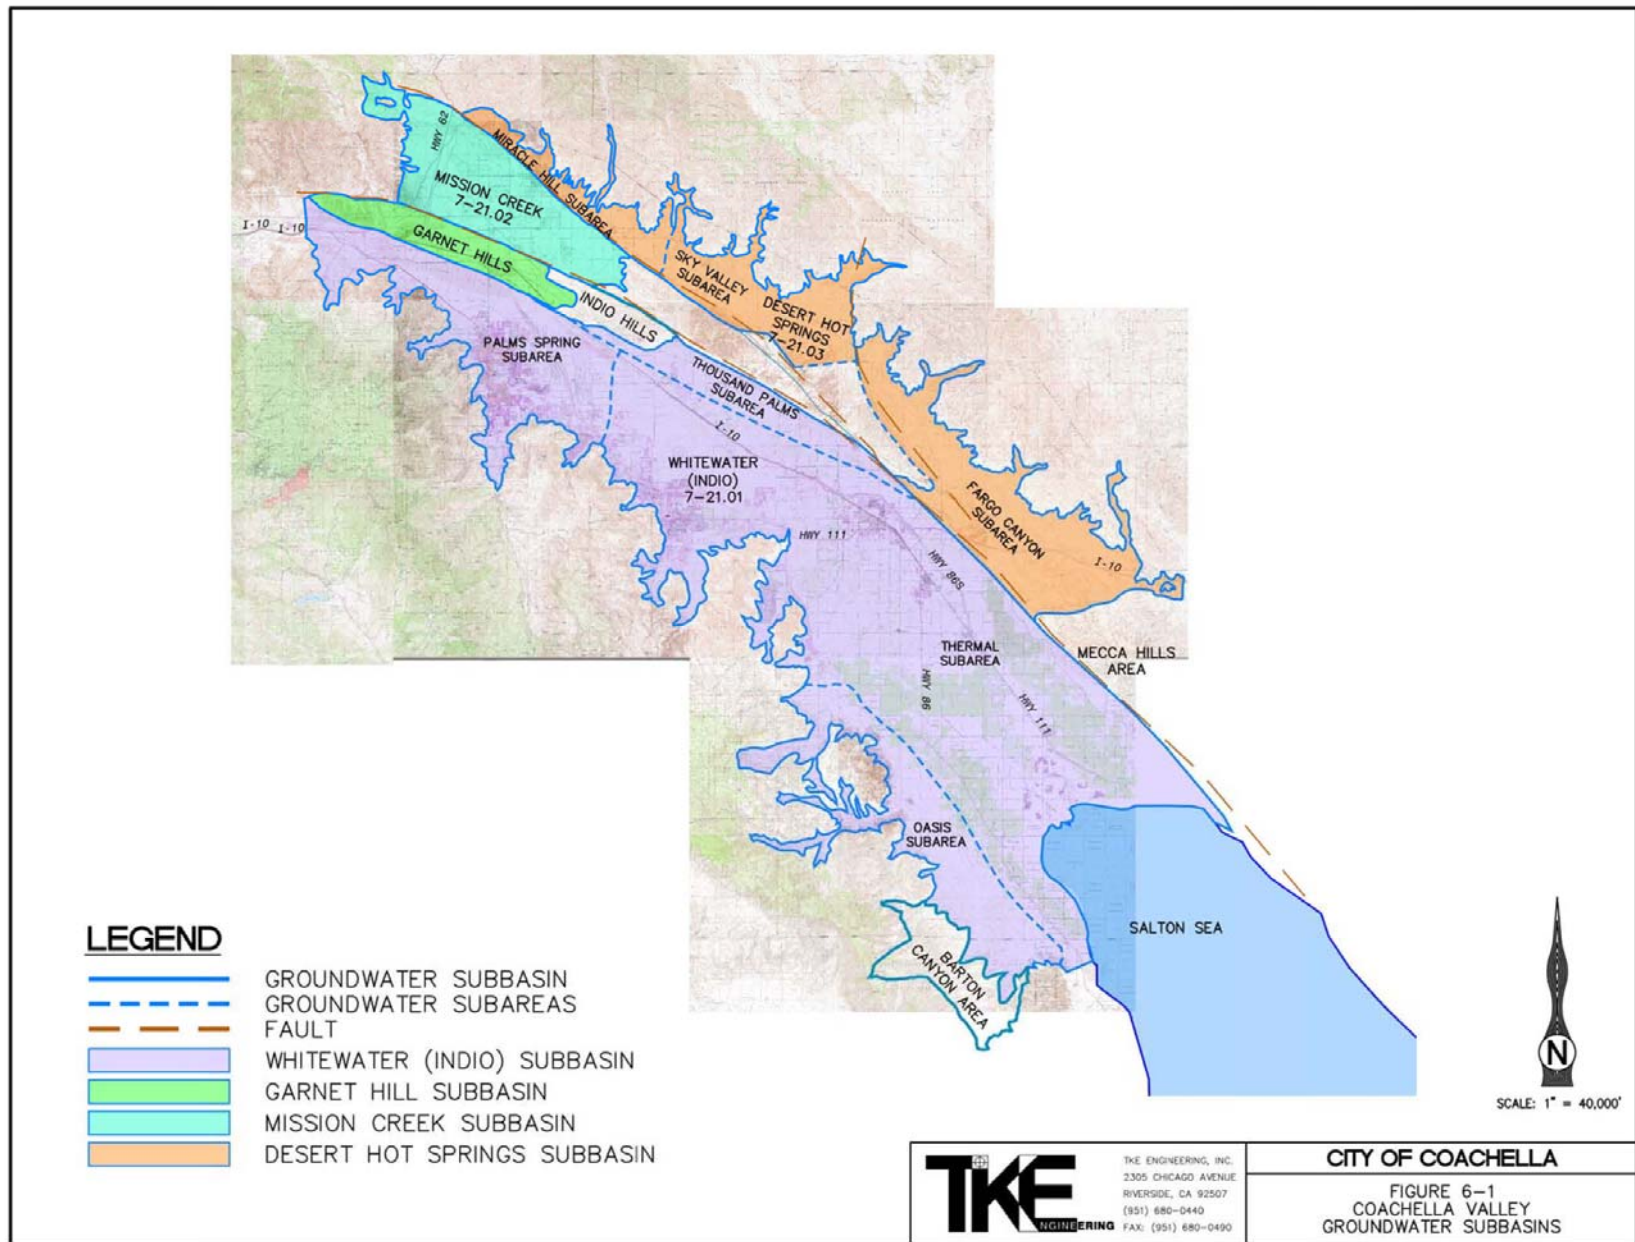 HWY 62
MIRACLE HILL SUBAREA
MISSION CREEK
7-21.02
I-10 I-10
GARNET HILLS
SKY VALLEY
SUBAREA
DESERT HOT
SPRINGS
7-21.03
INDIO HILLS
PALMS SPRING
SUBAREA
THOUSAND PALMS
SUBAREA
I-10
WHITEWATER
(INDIO)
7-21.01
FARGO CANYON
SUBAREA
HWY 111
HWY 86S
I-10
THERMAL
SUBAREA
MECCA HILLS
AREA
HWY 86
HWY 111
OASIS
SUBAREA
SALTON SEA
BARTON
CANYON AREA
LEGEND
GROUNDWATER SUBBASIN
GROUNDWATER SUBAREAS
FAULT
WHITEWATER (INDIO) SUBBASIN
GARNET HILL SUBBASIN
MISSION CREEK SUBBASIN
DESERT HOT SPRINGS SUBBASIN
N
SCALE: 1" = 40,000'
TKE
NGINEERING
TKE ENGINEERING, INC.
2305 CHICAGO AVENUE
RIVERSIDE, CA 92507
(951) 680-0440
FAX: (951) 680-0490
CITY OF COACHELLA
FIGURE 6-1
COACHELLA VALLEY
GROUNDWATER SUBBASINS